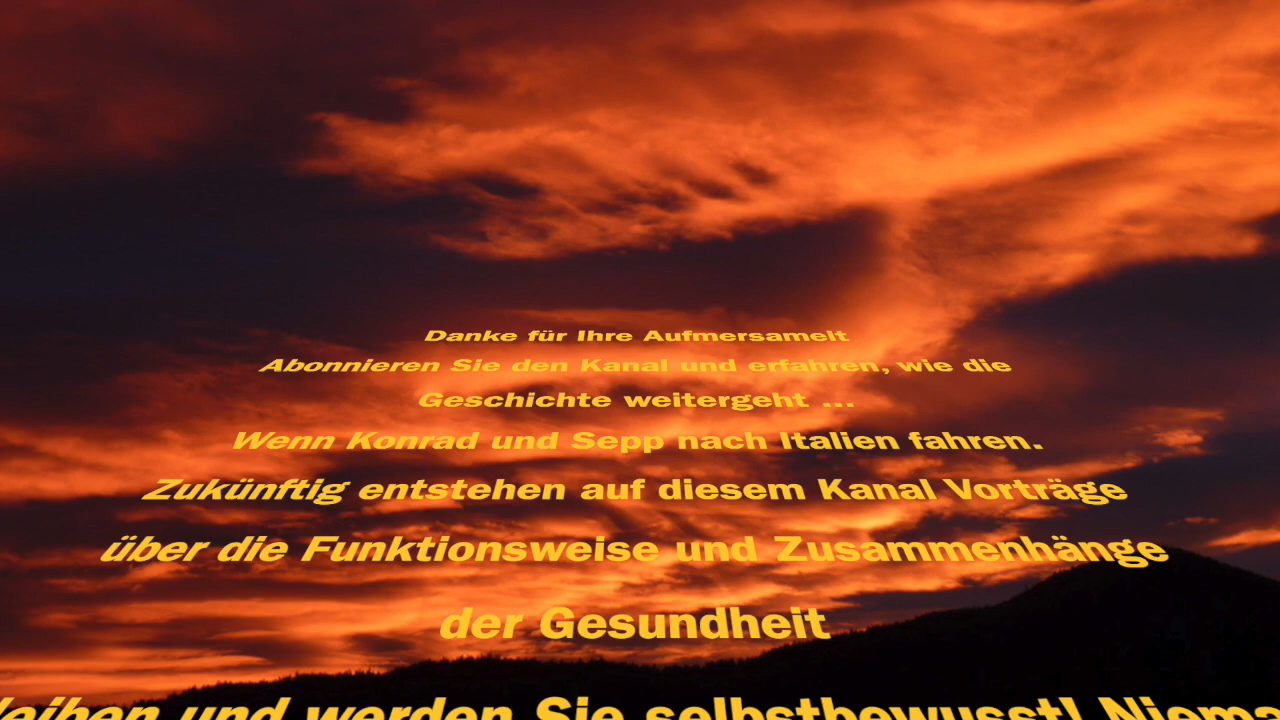 Danke für Ihre Aufmersameit
Abonnieren Sie den Kanal und erfahren, wie die
Geschichte weitergeht ...
Wenn Konrad und Sepp nach Italien fahren.
Zukünftig entstehen auf diesem Kanal Vorträge
über die Funktionsweise und Zusammenhänge
der Gesundheit
und werden Sie selbstbewusst!